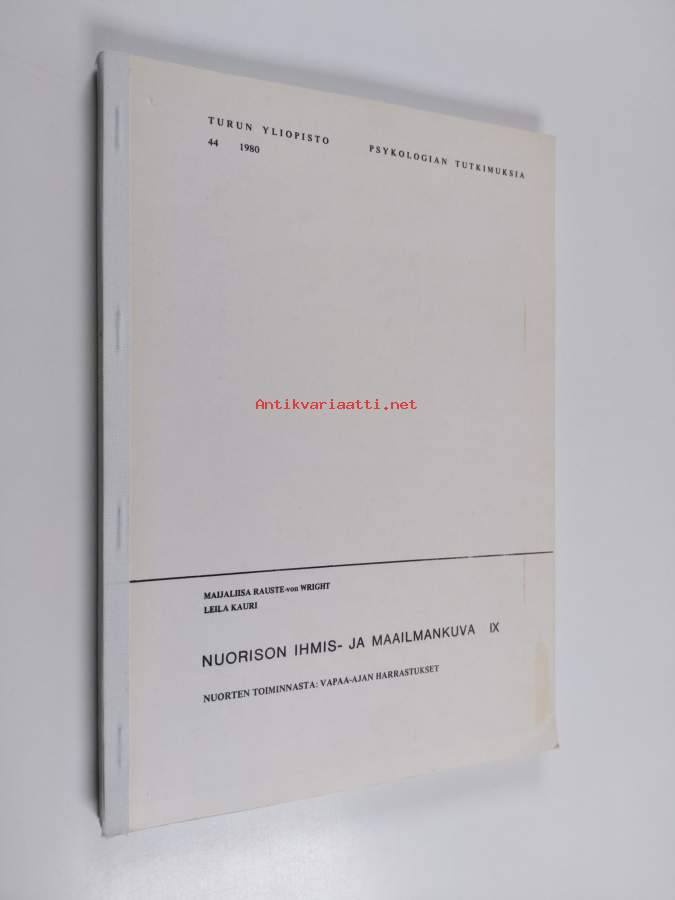 TURUN YLIOPISTO PSYKOLOGIAN TUTKIMUKSIA
44 1980
Antikvariaatti.net
MAIJALIISA RAUSTE-von WRIGHT
LEILA KAURI
NUORISON IHMIS- JA MAAILMANKUVA IX
NUORTEN TOIMINNASTA: VAPAA-AJAN HARRASTUKSET